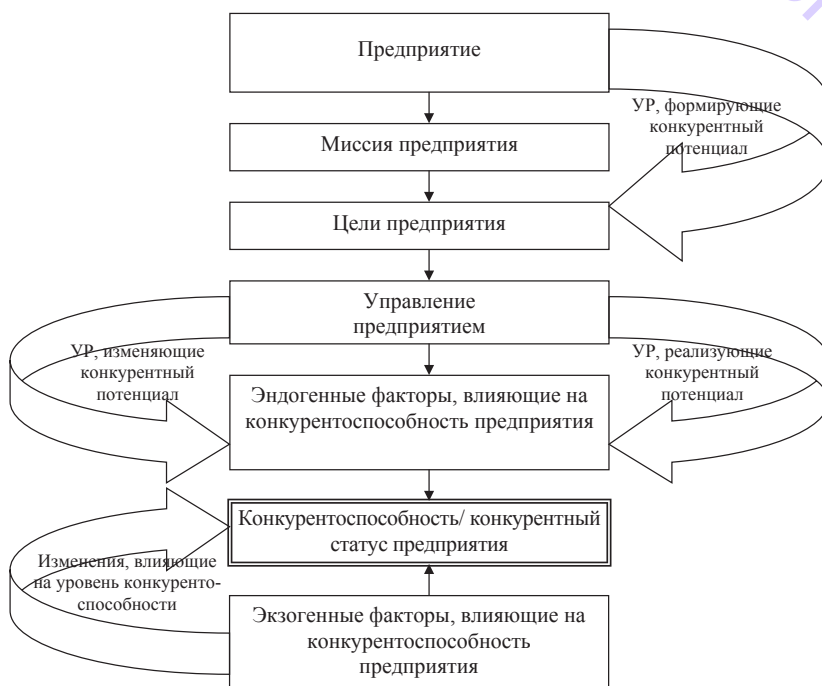 Предприятие
УР, формирующие
конкурентный
потенциал
Миссия предприятия
Цели предприятия
Управление
предприятием
УР, изменяющие
конкурентный
потенциал
УР, реализующие
конкурентный
потенциал
Эндогенные факторы, влияющие на
конкурентоспособность предприятия
Конкурентоспособность/ конкурентный
статус предприятия
Изменения, влияющие
на уровень конкуренто-
способности
Экзогенные факторы, влияющие на
конкурентоспособность
предприятия